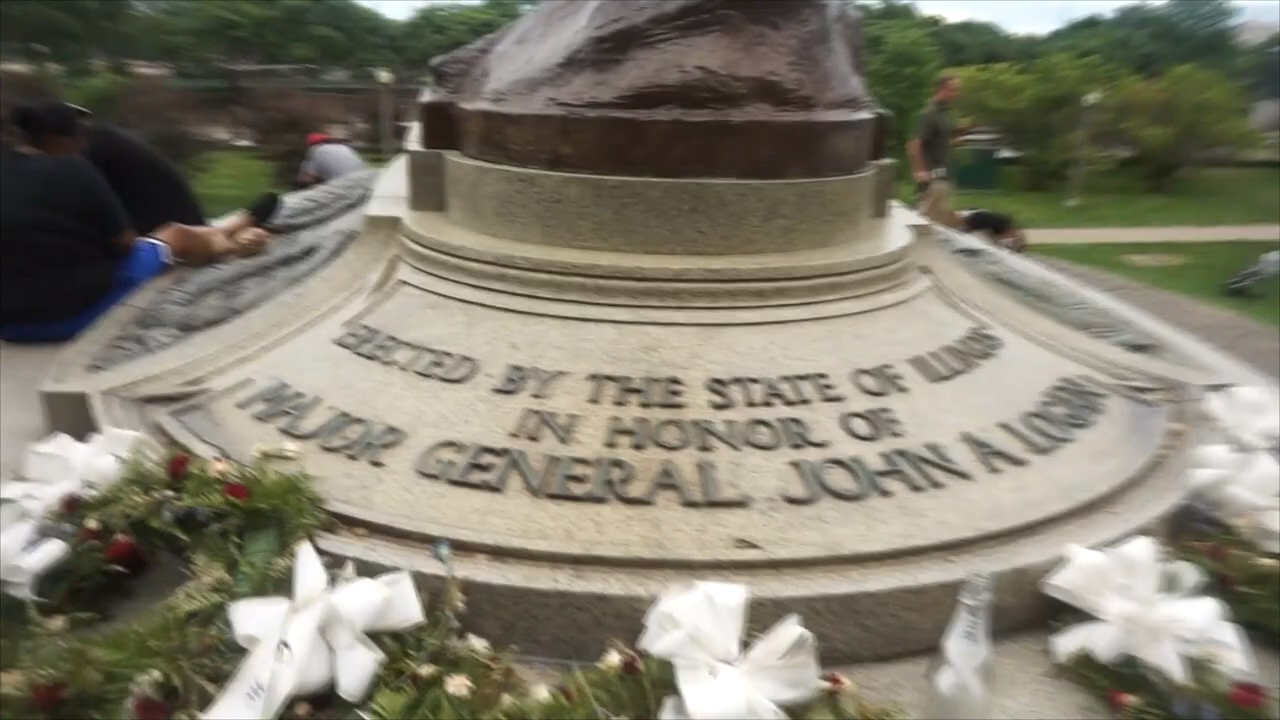 ERECTED BY THE STATE OF ILLINOIS
IN HONOR OF
MAJOR GENERAL JOHN A LOGAN